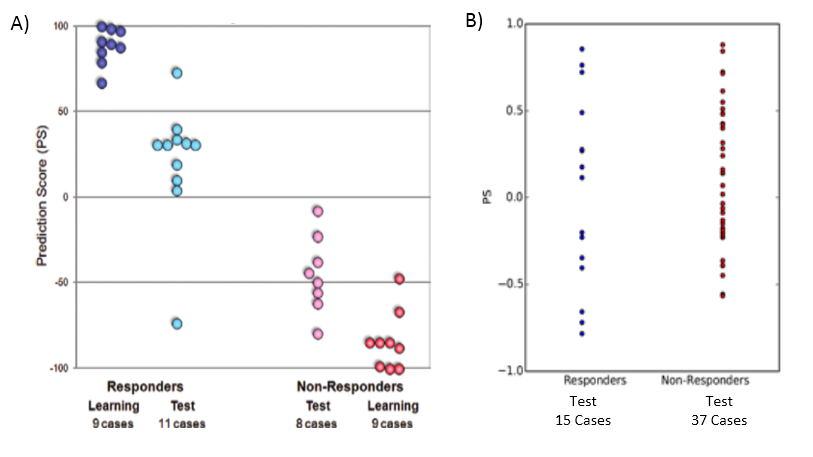 A)
Prediction Score (PS)
100
50
0
-50
-100
Responders
Non-Responders
Learning
Test
Test
Learning
9 cases
11 cases
8 cases
9 cases
B)
PS
1.0
0.5
0.0
−0.5
−1.0
Responders
Non-Responders
Test
Test
15 Cases
37 Cases